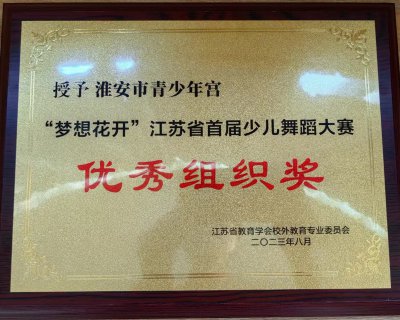 授予 淮安市青少年宫
“梦想花开”江苏省首届少儿舞蹈大赛
优秀组织奖
江苏省教育学会校外教育专业委员会
二〇二三年八月